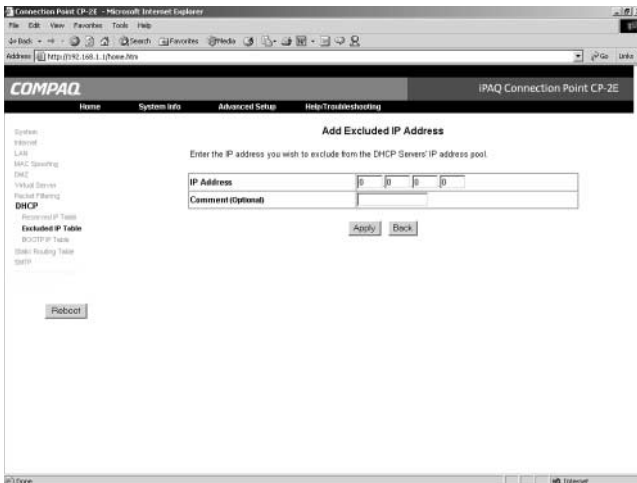 Connection Point CP-2E - Microsoft Internet Explorer
File Edit View Favorites Tools Help
Back Search Favorites Media
Address http://192.168.1.1/home.htm Go Links
COMPAQ iPAQ Connection Point CP-2E
Home System Info Advanced Setup Help/Troubleshooting
System
Internet
LAN
MAC Spoofing
DMZ
Virtual Server
Packet Filtering
DHCP
Reserved IP Table
Excluded IP Table
BOOTP IP Table
Static Routing Table
SMTP
Reboot
Add Excluded IP Address
Enter the IP address you wish to exclude from the DHCP Servers' IP address pool.
IP Address 0 0 0 0
Comment (Optional)
Apply Back
Done Internet